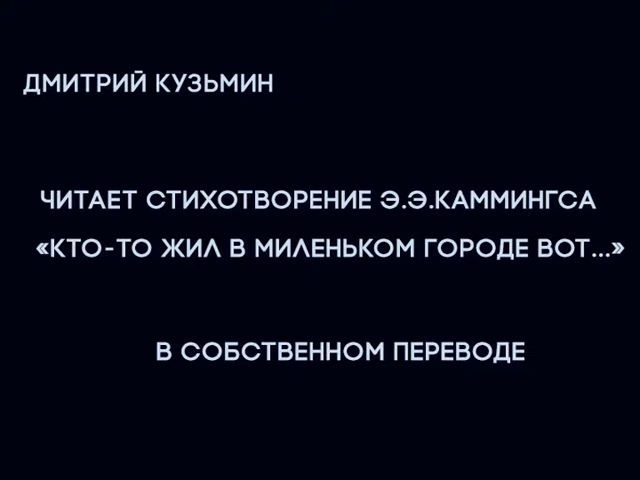 ДМИТРИЙ КУЗЬМИН
ЧИТАЕТ СТИХОТВОРЕНИЕ Э.Э.КАММИНГСА
«КТО-ТО ЖИЛ В МИЛЕНЬКОМ ГОРОДЕ ВОТ...»
В СОБСТВЕННОМ ПЕРЕВОДЕ